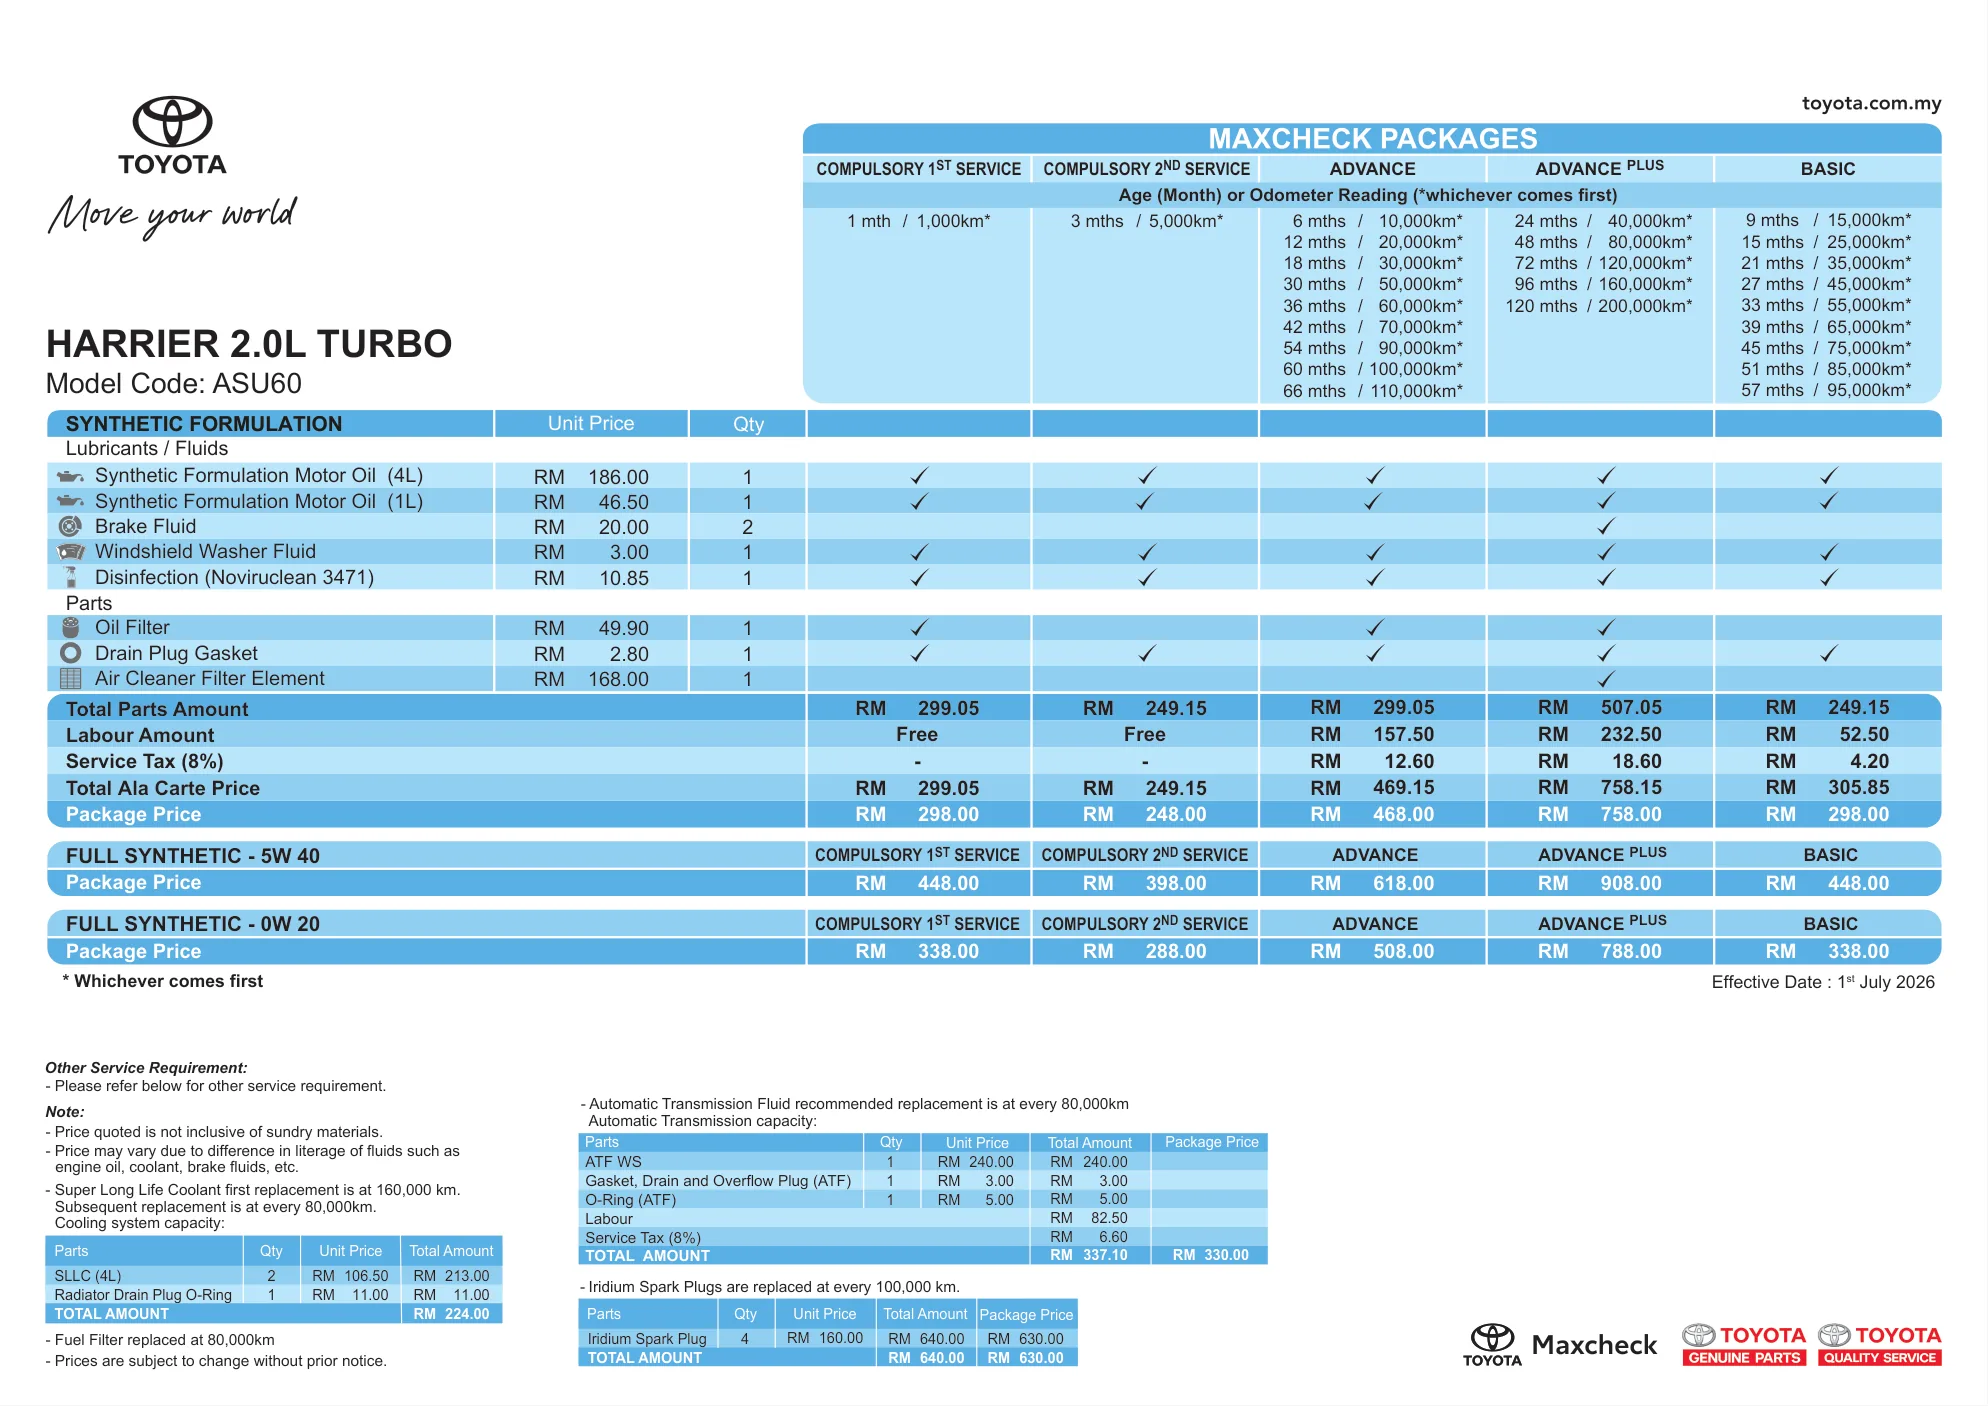 toyota.com.my
TOYOTA
Move your world
HARRIER 2.0L TURBO
Model Code: ASU60
MAXCHECK PACKAGES
COMPULSORY 1ST SERVICE COMPULSORY 2ND SERVICE ADVANCE ADVANCE PLUS BASIC
Age (Month) or Odometer Reading (*whichever comes first)
1 mth / 1,000km* 3 mths / 5,000km* 6 mths / 10,000km* 24 mths / 40,000km* 9 mths / 15,000km*
12 mths / 20,000km* 48 mths / 80,000km* 15 mths / 25,000km*
18 mths / 30,000km* 72 mths / 120,000km* 21 mths / 35,000km*
30 mths / 50,000km* 96 mths / 160,000km* 27 mths / 45,000km*
36 mths / 60,000km* 120 mths / 200,000km* 33 mths / 55,000km*
42 mths / 70,000km* 39 mths / 65,000km*
54 mths / 90,000km* 45 mths / 75,000km*
60 mths / 100,000km* 51 mths / 85,000km*
66 mths / 110,000km* 57 mths / 95,000km*
SYNTHETIC FORMULATION Unit Price Qty
Lubricants / Fluids
Synthetic Formulation Motor Oil (4L) RM 186.00 1 ✓ ✓ ✓ ✓ ✓
Synthetic Formulation Motor Oil (1L) RM 46.50 1 ✓ ✓ ✓ ✓ ✓
Brake Fluid RM 20.00 2 ✓
Windshield Washer Fluid RM 3.00 1 ✓ ✓ ✓ ✓ ✓
Disinfection (Noviruclean 3471) RM 10.85 1 ✓ ✓ ✓ ✓ ✓
Parts
Oil Filter RM 49.90 1 ✓ ✓ ✓
Drain Plug Gasket RM 2.80 1 ✓ ✓ ✓ ✓ ✓
Air Cleaner Filter Element RM 168.00 1 ✓
Total Parts Amount RM 299.05 RM 249.15 RM 299.05 RM 507.05 RM 249.15
Labour Amount Free Free RM 157.50 RM 232.50 RM 52.50
Service Tax (8%) - - RM 12.60 RM 18.60 RM 4.20
Total Ala Carte Price RM 299.05 RM 249.15 RM 469.15 RM 758.15 RM 305.85
Package Price RM 298.00 RM 248.00 RM 468.00 RM 758.00 RM 298.00
FULL SYNTHETIC - 5W 40 COMPULSORY 1ST SERVICE COMPULSORY 2ND SERVICE ADVANCE ADVANCE PLUS BASIC
Package Price RM 448.00 RM 398.00 RM 618.00 RM 908.00 RM 448.00
FULL SYNTHETIC - 0W 20 COMPULSORY 1ST SERVICE COMPULSORY 2ND SERVICE ADVANCE ADVANCE PLUS BASIC
Package Price RM 338.00 RM 288.00 RM 508.00 RM 788.00 RM 338.00
* Whichever comes first
Effective Date : 1st July 2026
Other Service Requirement:
- Please refer below for other service requirement.
Note:
- Price quoted is not inclusive of sundry materials.
- Price may vary due to difference in literage of fluids such as
engine oil, coolant, brake fluids, etc.
- Super Long Life Coolant first replacement is at 160,000 km.
Subsequent replacement is at every 80,000km.
Cooling system capacity:
Parts Qty Unit Price Total Amount
SLLC (4L) 2 RM 106.50 RM 213.00
Radiator Drain Plug O-Ring 1 RM 11.00 RM 11.00
TOTAL AMOUNT RM 224.00
- Fuel Filter replaced at 80,000km
- Prices are subject to change without prior notice.
- Automatic Transmission Fluid recommended replacement is at every 80,000km
Automatic Transmission capacity:
Parts Qty Unit Price Total Amount Package Price
ATF WS 1 RM 240.00 RM 240.00
Gasket, Drain and Overflow Plug (ATF) 1 RM 3.00 RM 3.00
O-Ring (ATF) 1 RM 5.00 RM 5.00
Labour RM 82.50
Service Tax (8%) RM 6.60
TOTAL AMOUNT RM 337.10 RM 330.00
- Iridium Spark Plugs are replaced at every 100,000 km.
Parts Qty Unit Price Total Amount Package Price
Iridium Spark Plug 4 RM 160.00 RM 640.00 RM 630.00
TOTAL AMOUNT RM 640.00 RM 630.00
TOYOTA Maxcheck
TOYOTA GENUINE PARTS
TOYOTA QUALITY SERVICE